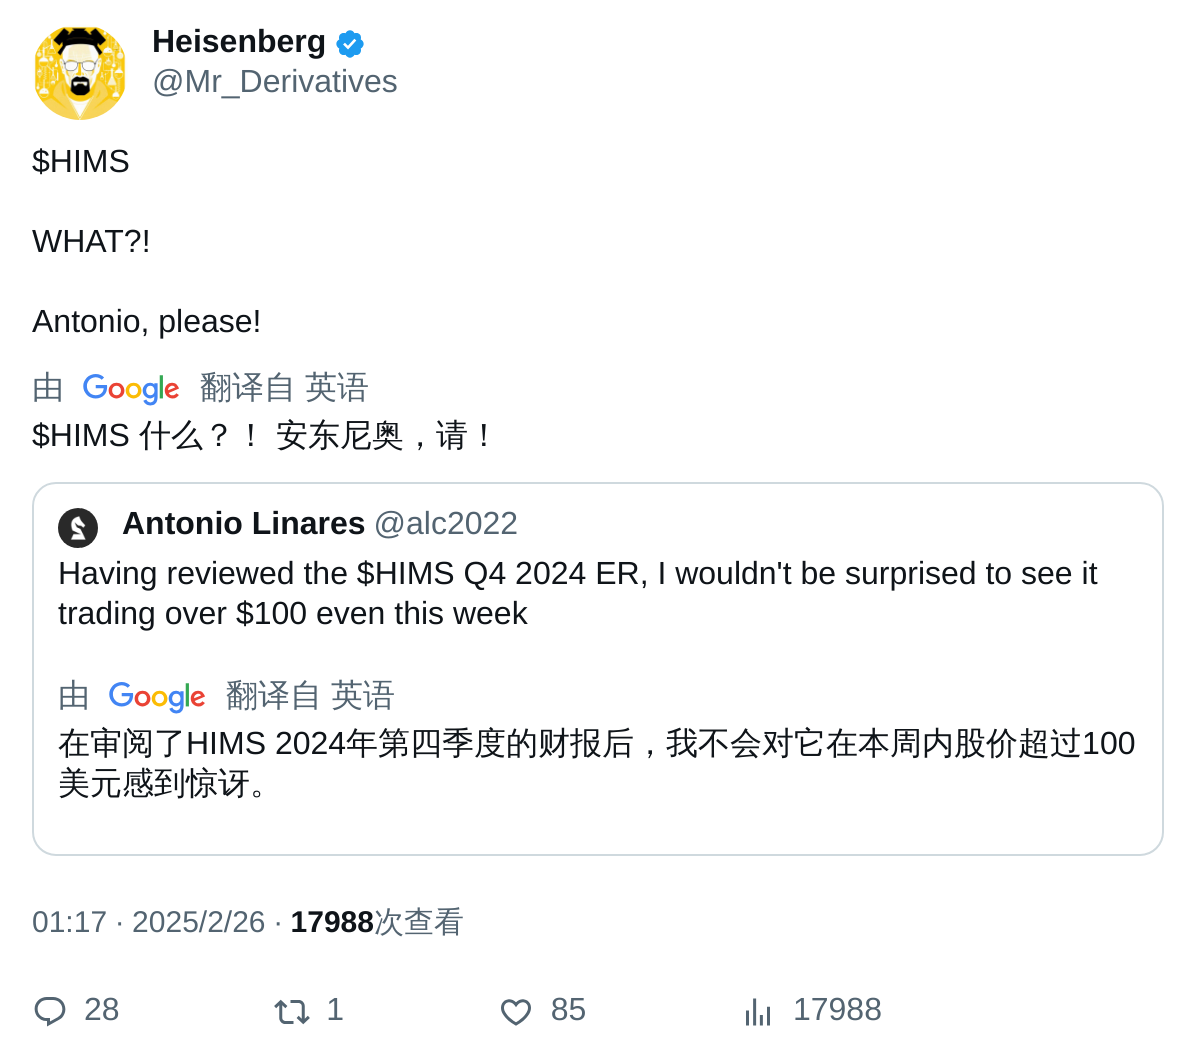 Heisenberg
@Mr_Derivatives
$HIMS
WHAT?!
Antonio, please!
由 Google 翻译自 英语
$HIMS 什么？！ 安东尼奥，请！
Antonio Linares @alc2022
Having reviewed the $HIMS Q4 2024 ER, I wouldn't be surprised to see it
trading over $100 even this week
由 Google 翻译自 英语
在审阅了HIMS 2024年第四季度的财报后，我不会对它在本周内股价超过100
美元感到惊讶。
01:17 · 2025/2/26 · 17988次查看
28 1 85 17988